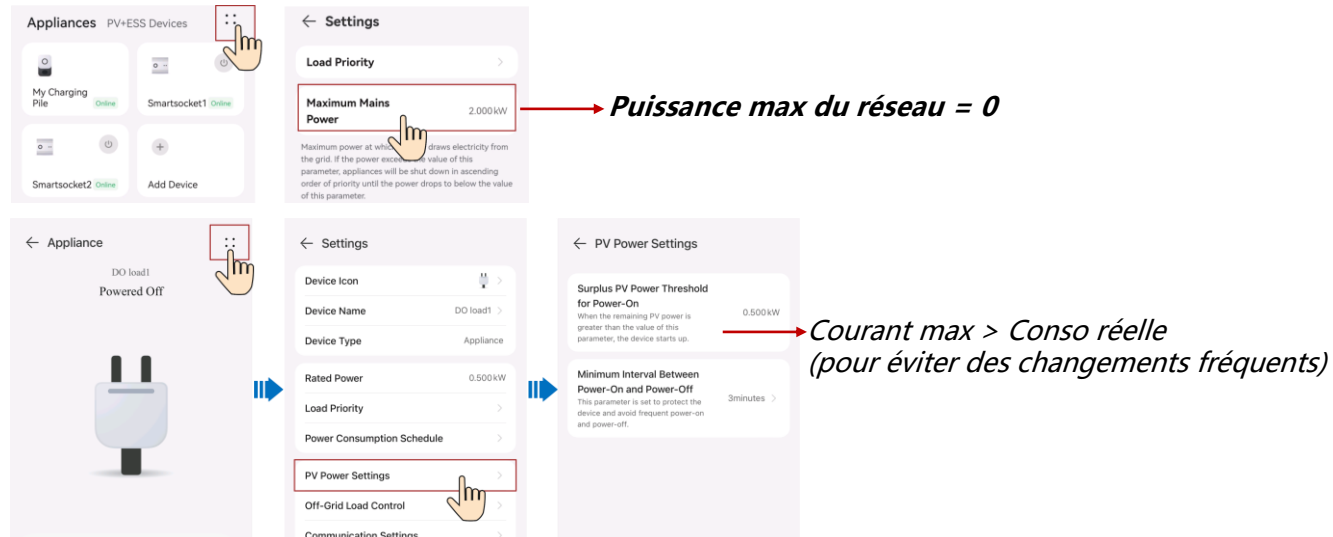 Appliances PV+ESS Devices
My Charging
Pile
Online
Smartsocket1 Online
Smartsocket2 Online
Add Device
← Settings
Load Priority
Maximum Mains
Power
2.000 kW
Maximum power at which draws electricity from
the grid. If the power exceeds the value of this
parameter, appliances will be shut down in ascending
order of priority until the power drops to below the value
of this parameter.
Puissance max du réseau = 0
← Appliance
DO load1
Powered Off
← Settings
Device Icon
Device Name DO load1
Device Type Appliance
Rated Power 0.500 kW
Load Priority
Power Consumption Schedule
PV Power Settings
Off-Grid Load Control
Communication Settings
← PV Power Settings
Surplus PV Power Threshold
for Power-On
When the remaining PV power is
greater than the value of this
parameter, the device starts up.
0.500 kW
Minimum Interval Between
Power-On and Power-Off
This parameter is set to protect the
device and avoid frequent power-on
and power-off.
3minutes
Courant max > Conso réelle
(pour éviter des changements fréquents)